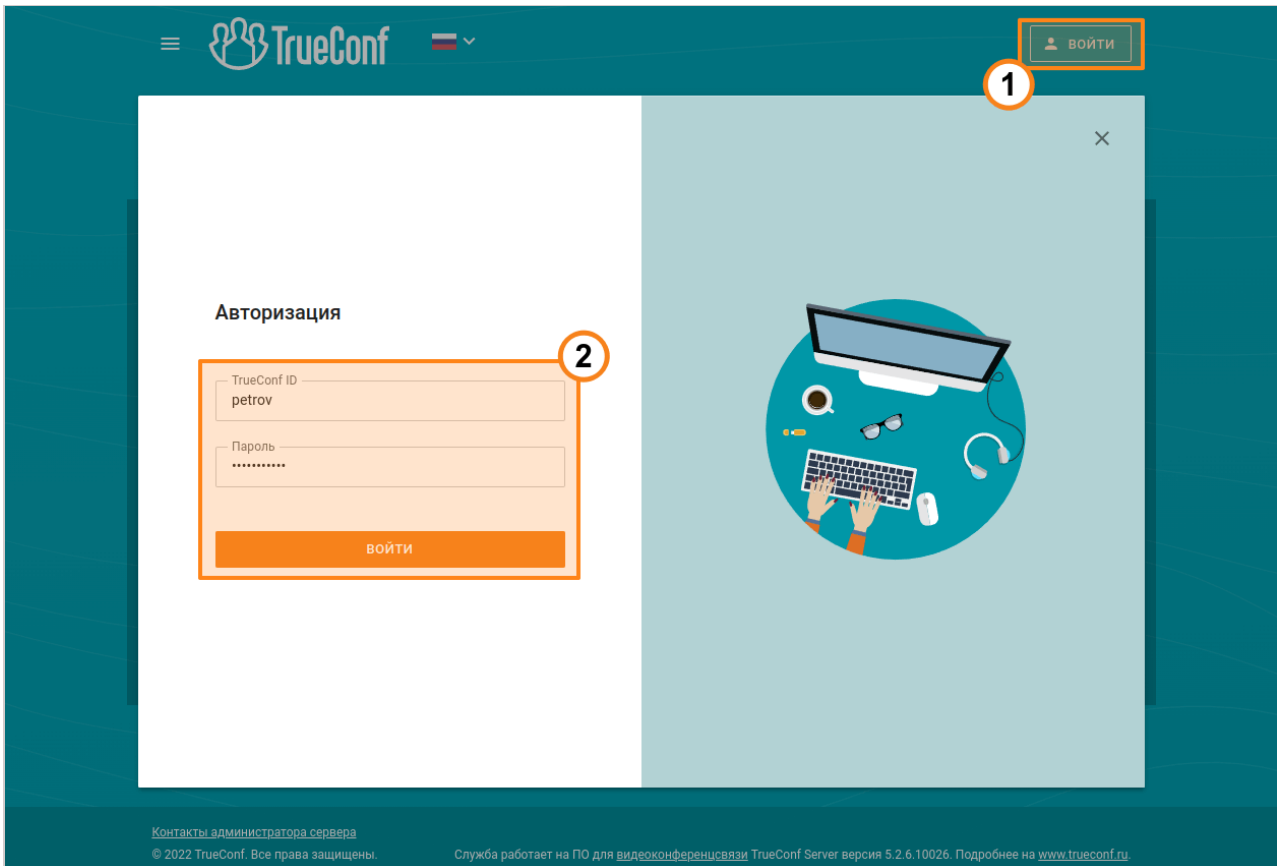 TrueConf
ВОЙТИ
1
Авторизация
2
TrueConf ID
petrov
Пароль
•••••••••••
ВОЙТИ
Контакты администратора сервера
© 2022 TrueConf. Все права защищены.
Служба работает на ПО для видеоконференцсвязи TrueConf Server версия 5.2.6.10026. Подробнее на www.trueconf.ru.